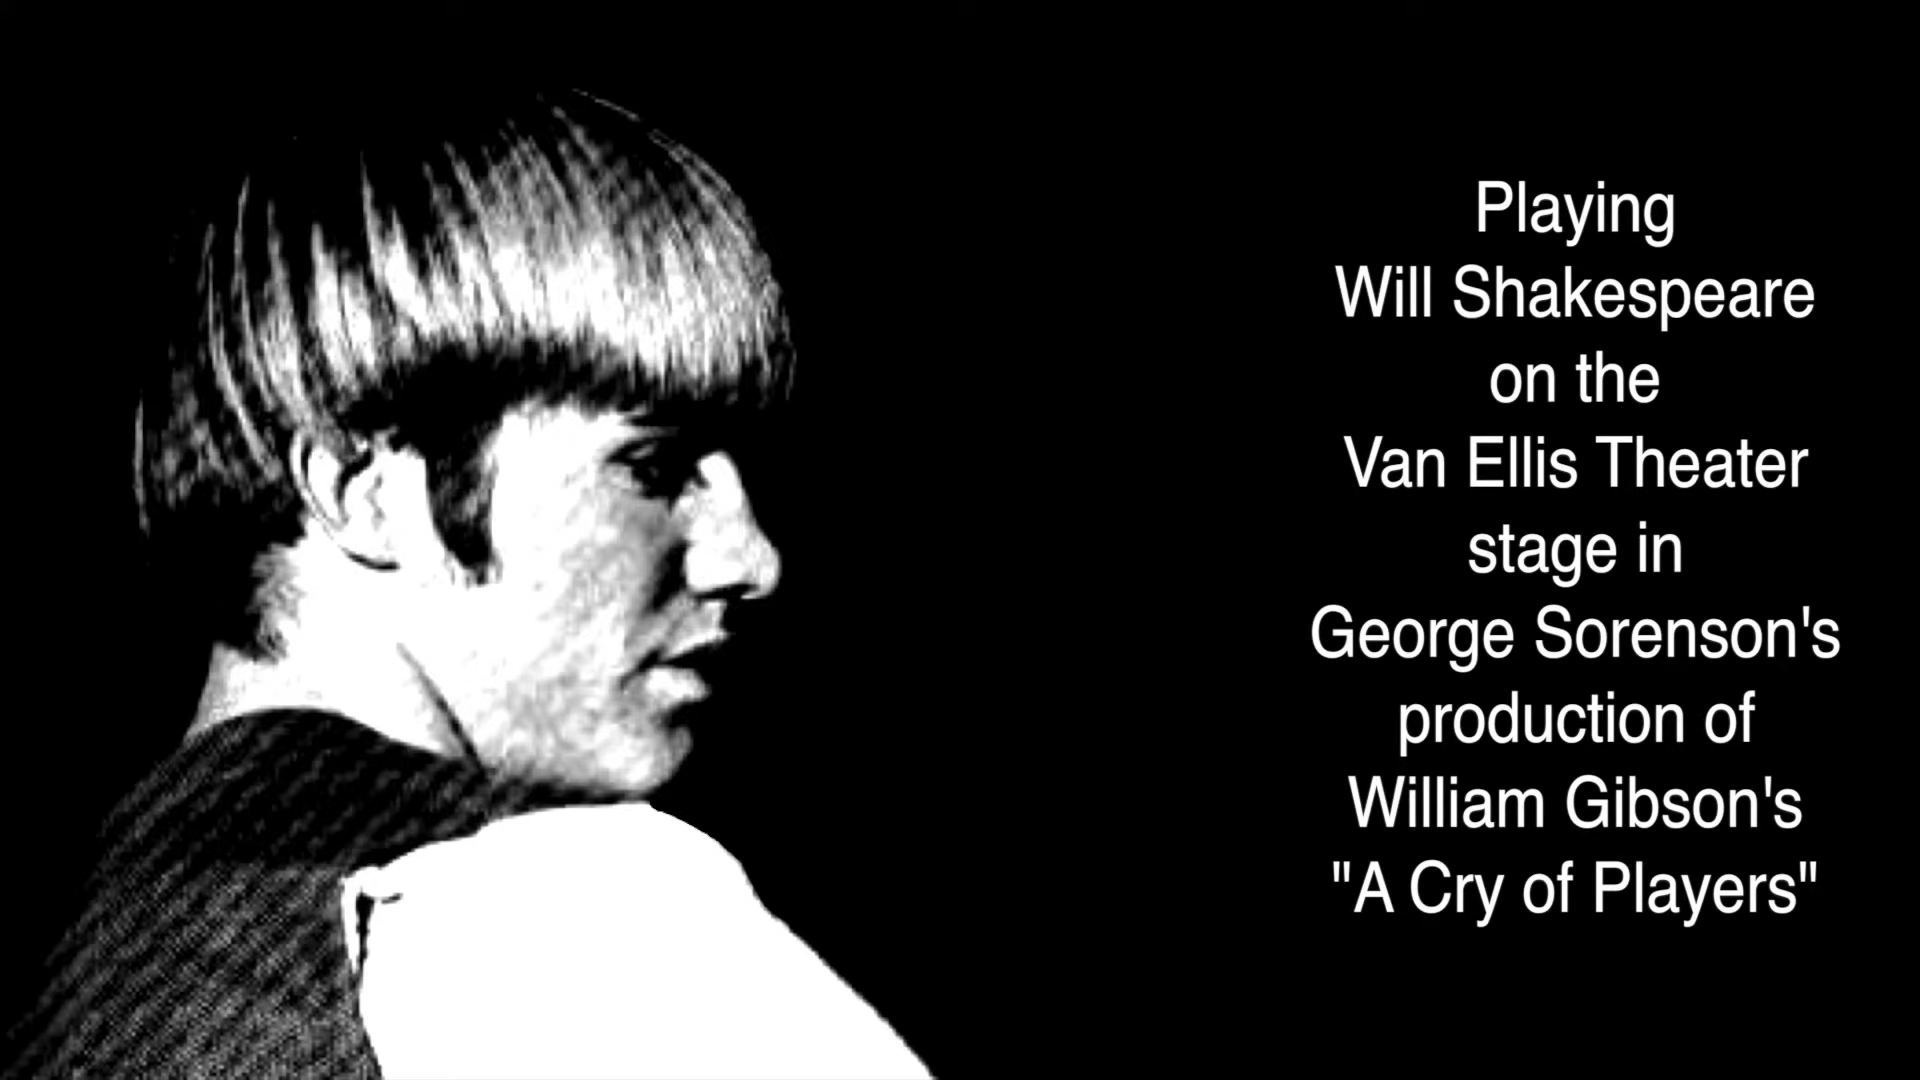 Playing
Will Shakespeare
on the
Van Ellis Theater
stage in
George Sorenson's
production of
William Gibson's
"A Cry of Players"